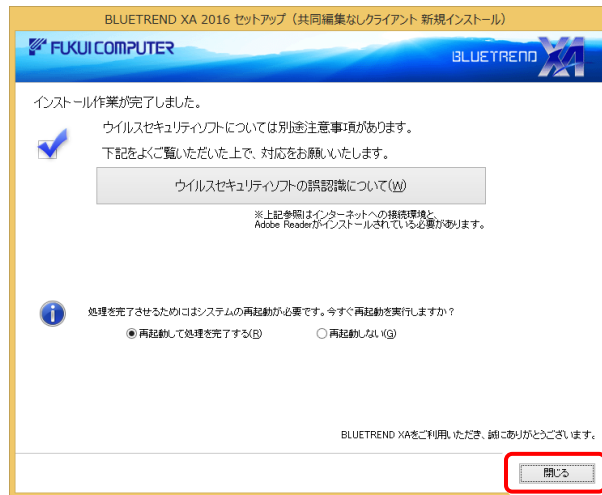 BLUETREND XA 2016 セットアップ（共同編集なしクライアント 新規インストール）
FUKUI COMPUTER
BLUETREND XA
インストール作業が完了しました。
ウイルスセキュリティソフトについては別途注意事項があります。
下記をよくご覧いただいた上で、対応をお願いいたします。
ウイルスセキュリティソフトの誤認識について(W)
※上記参照はインターネットへの接続環境と、
Adobe Readerがインストールされている必要があります。
処理を完了させるためにはシステムの再起動が必要です。今すぐ再起動を実行しますか？
再起動して処理を完了する(R)
再起動しない(G)
BLUETREND XAをご利用いただき、誠にありがとうございます。
閉じる